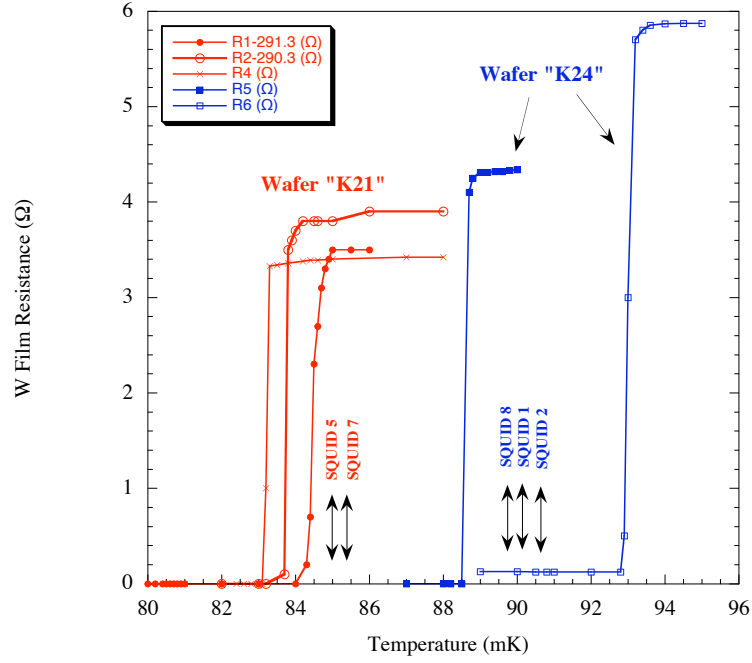 R1-291.3 (Ω)
R2-290.3 (Ω)
R4 (Ω)
R5 (Ω)
R6 (Ω)
Wafer "K24"
Wafer "K21"
SQUID 5
SQUID 7
SQUID 8
SQUID 1
SQUID 2
W Film Resistance (Ω)
6
5
4
3
2
1
0
80 82 84 86 88 90 92 94 96
Temperature (mK)